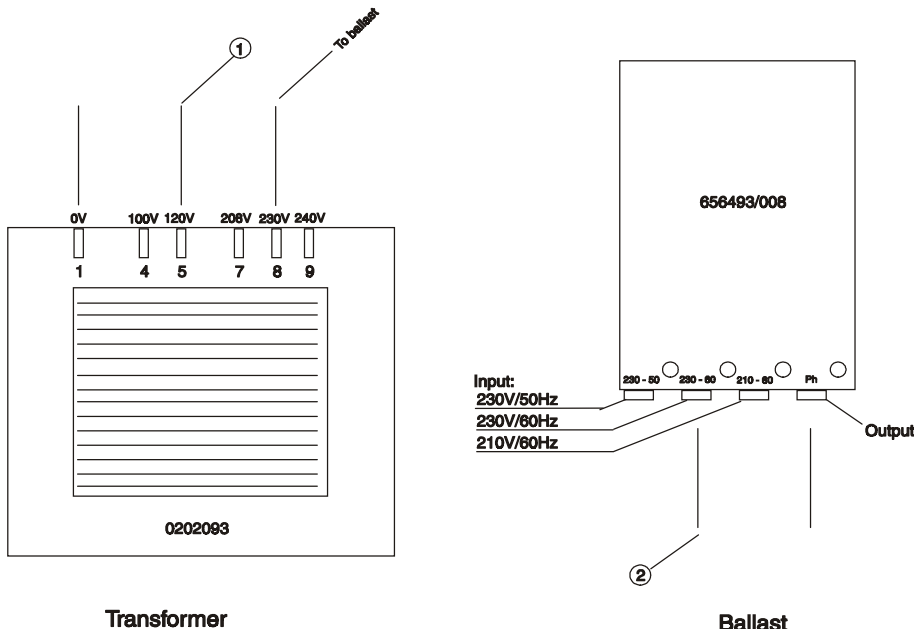 1
To ballast
0V 100V 120V 208V 230V 240V
1 4 5 7 8 9
0202093
Transformer
656493/008
230 - 50 230 - 60 210 - 60 Ph
Input:
230V/50Hz
230V/60Hz
210V/60Hz
Output
2
Ballast